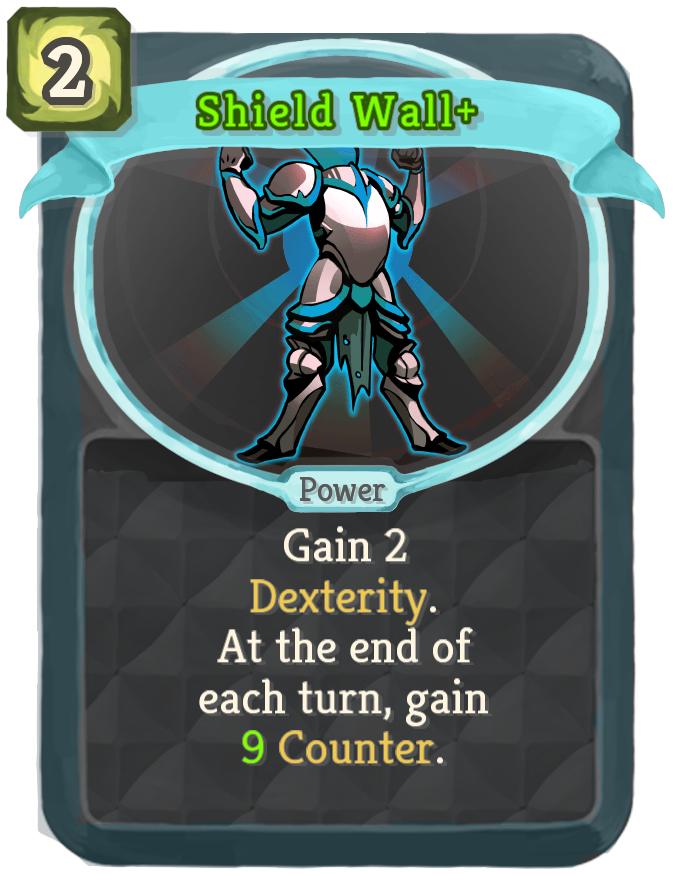 2
Shield Wall+
Power
Gain 2
Dexterity.
At the end of
each turn, gain
9 Counter.